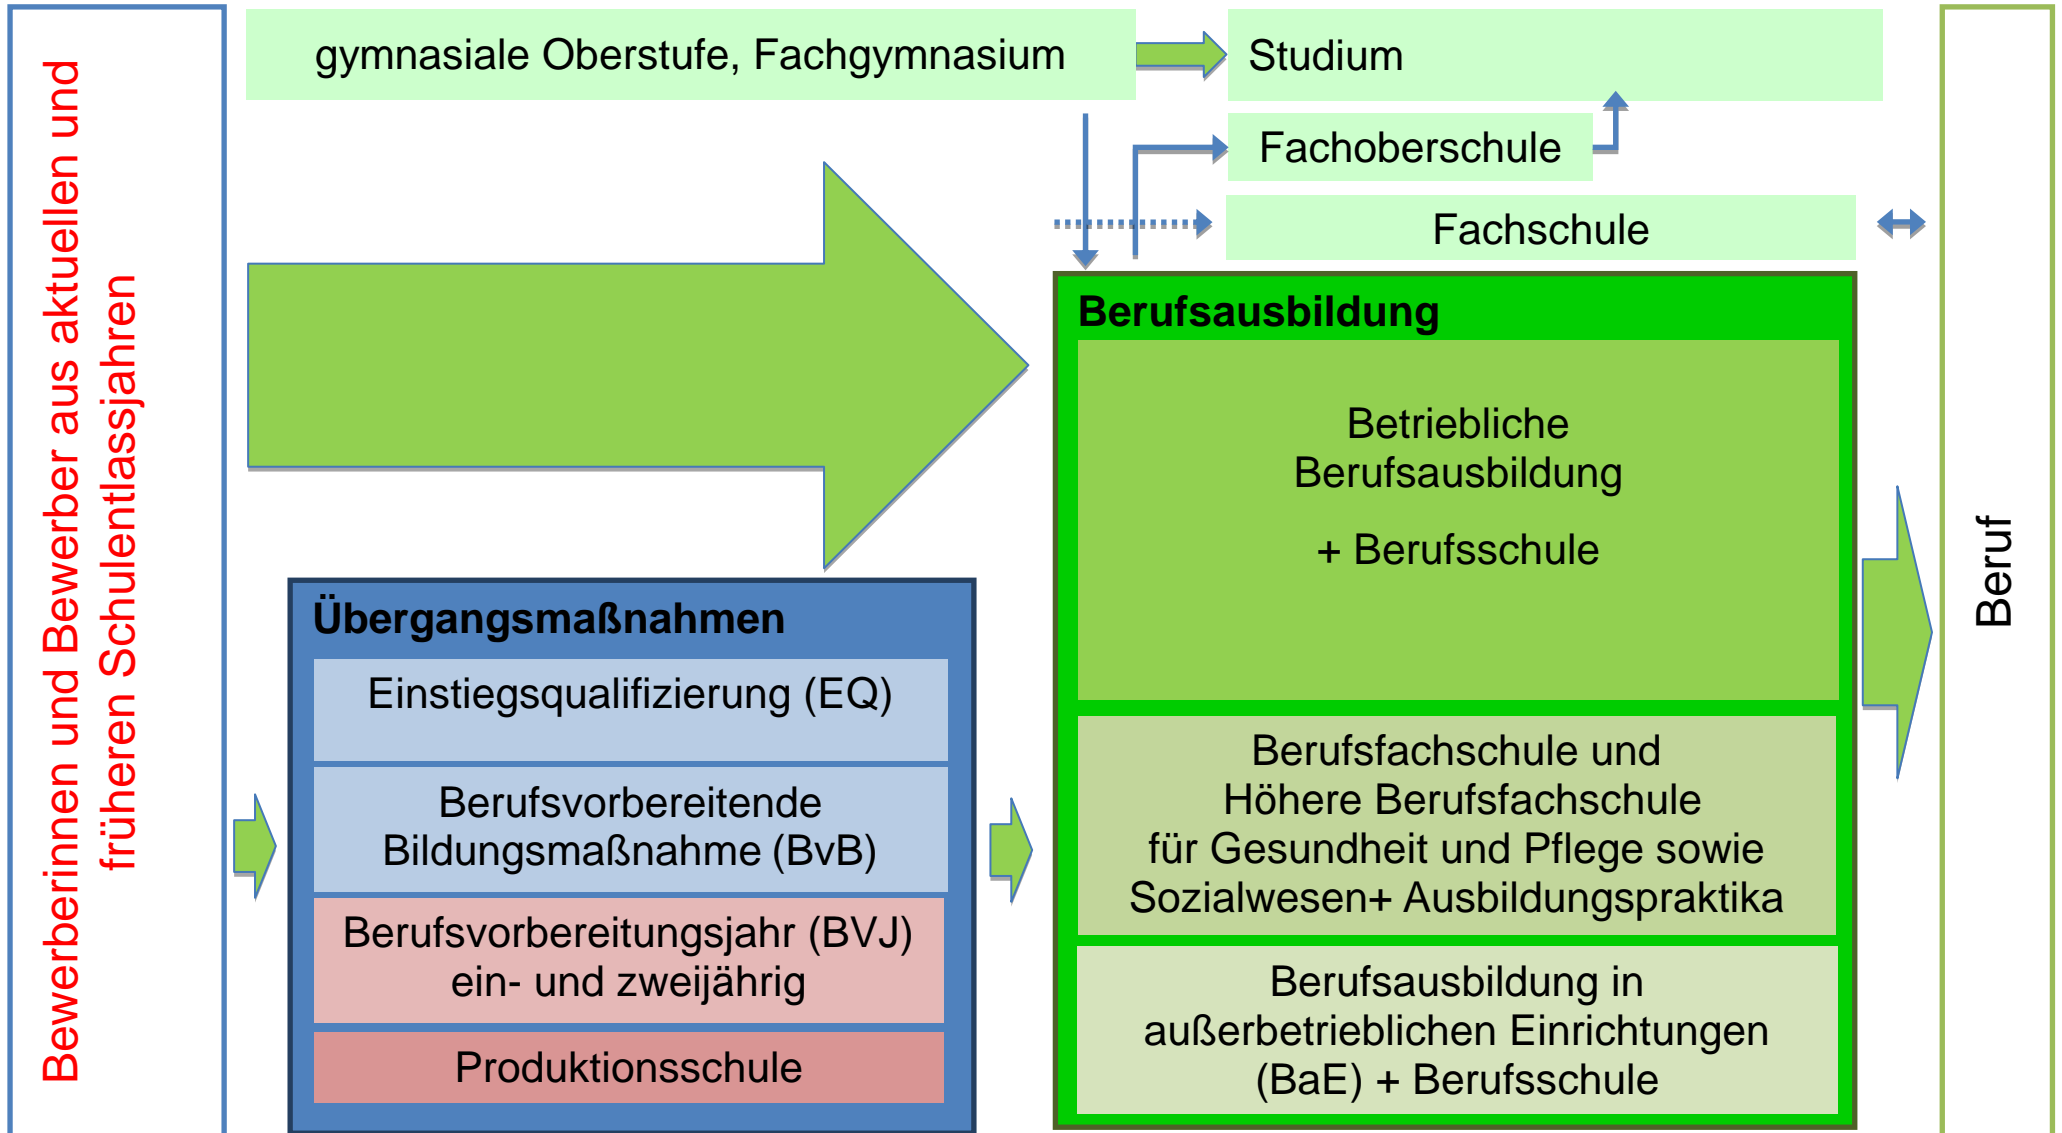 Bewerberinnen und Bewerber aus aktuellen und
früheren Schulentlassjahren
gymnasiale Oberstufe, Fachgymnasium
Studium
Fachoberschule
Fachschule
Berufsausbildung
Betriebliche
Berufsausbildung
+ Berufsschule
Berufsfachschule und
Höhere Berufsfachschule
für Gesundheit und Pflege sowie
Sozialwesen+ Ausbildungspraktika
Berufsausbildung in
außerbetrieblichen Einrichtungen
(BaE) + Berufsschule
Übergangsmaßnahmen
Einstiegsqualifizierung (EQ)
Berufsvorbereitende
Bildungsmaßnahme (BvB)
Berufsvorbereitungsjahr (BVJ)
ein- und zweijährig
Produktionsschule
Beruf